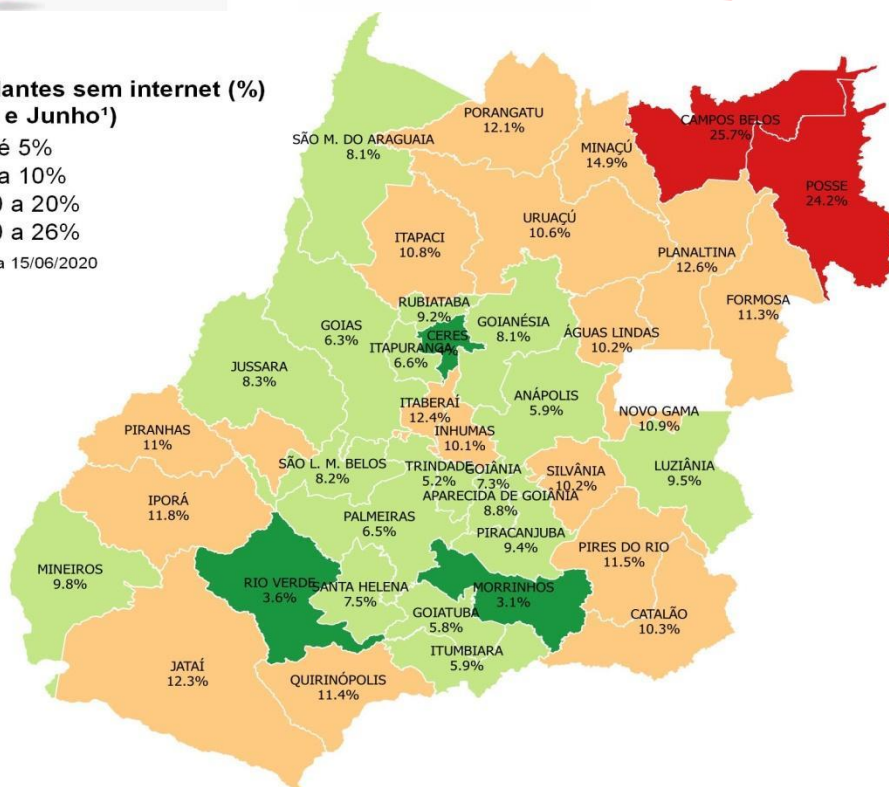 lantes sem internet (%)
e Junho¹)
é 5%
a 10%
a 20%
a 26%
a 15/06/2020
PORANGATU
12.1%
CAMPOS BELOS
25.7%
SÃO M. DO ARAGUAIA
8.1%
MINAÇÚ
14.9%
POSSE
24.2%
URUAÇÚ
10.6%
ITAPACI
10.8%
PLANALTINA
12.6%
FORMOSA
11.3%
RUBIATABA
9.2%
GOIANÉSIA
8.1%
GOIAS
6.3%
CERES
ÁGUAS LINDAS
10.2%
ITAPURANGA
6.6%
JUSSARA
8.3%
ANÁPOLIS
5.9%
ITABERAÍ
12.4%
NOVO GAMA
10.9%
PIRANHAS
11%
INHUMAS
10.1%
SÃO L. M. BELOS
8.2%
TRINDADE
5.2%
GOIÂNIA
7.3%
SILVÂNIA
10.2%
LUZIÂNIA
9.5%
IPORÁ
11.8%
APARECIDA DE GOIÂNIA
8.8%
PALMEIRAS
6.5%
PIRACANJUBA
9.4%
PIRES DO RIO
11.5%
MINEIROS
9.8%
RIO VERDE
3.6%
SANTA HELENA
7.5%
MORRINHOS
3.1%
GOIATUBA
5.8%
CATALÃO
10.3%
ITUMBIARA
5.9%
JATAÍ
12.3%
QUIRINÓPOLIS
11.4%